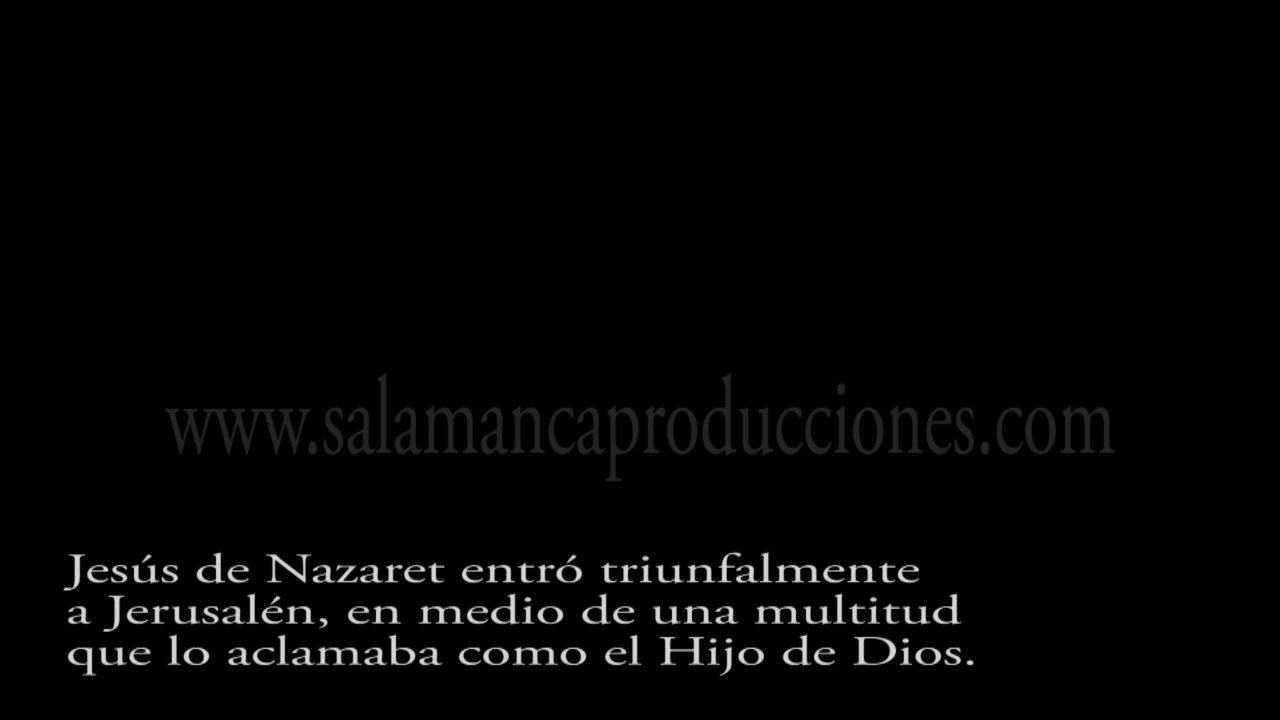 www.salamancaproducciones.com
Jesús de Nazaret entró triunfalmente
a Jerusalén, en medio de una multitud
que lo aclamaba como el Hijo de Dios.